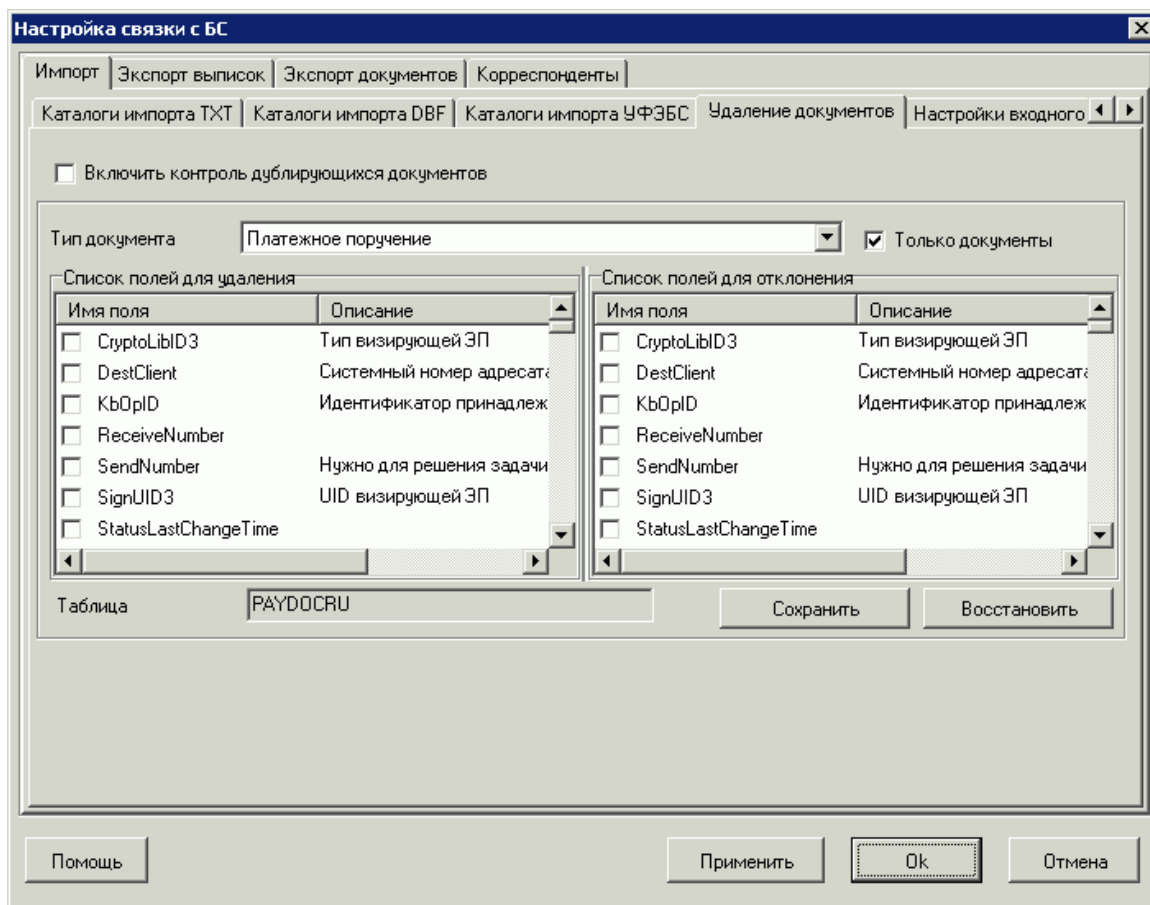 Настройка связки с БС
Импорт Экспорт выписок Экспорт документов Корреспонденты
Каталоги импорта TXT Каталоги импорта DBF Каталоги импорта УФЭБС Удаление документов Настройки входного
Включить контроль дублирующихся документов
Тип документа Платежное поручение Только документы
Список полей для удаления Список полей для отклонения
Имя поля Описание Имя поля Описание
CryptoLibID3 Тип визирующей ЭП CryptoLibID3 Тип визирующей ЭП
DestClient Системный номер адресата DestClient Системный номер адресата
KbOpID Идентификатор принадлеж KbOpID Идентификатор принадлеж
ReceiveNumber ReceiveNumber
SendNumber Нужно для решения задачи SendNumber Нужно для решения задачи
SignUID3 UID визирующей ЭП SignUID3 UID визирующей ЭП
StatusLastChangeTime StatusLastChangeTime
Таблица PAYDOCRU Сохранить Восстановить
Помощь Применить Ok Отмена